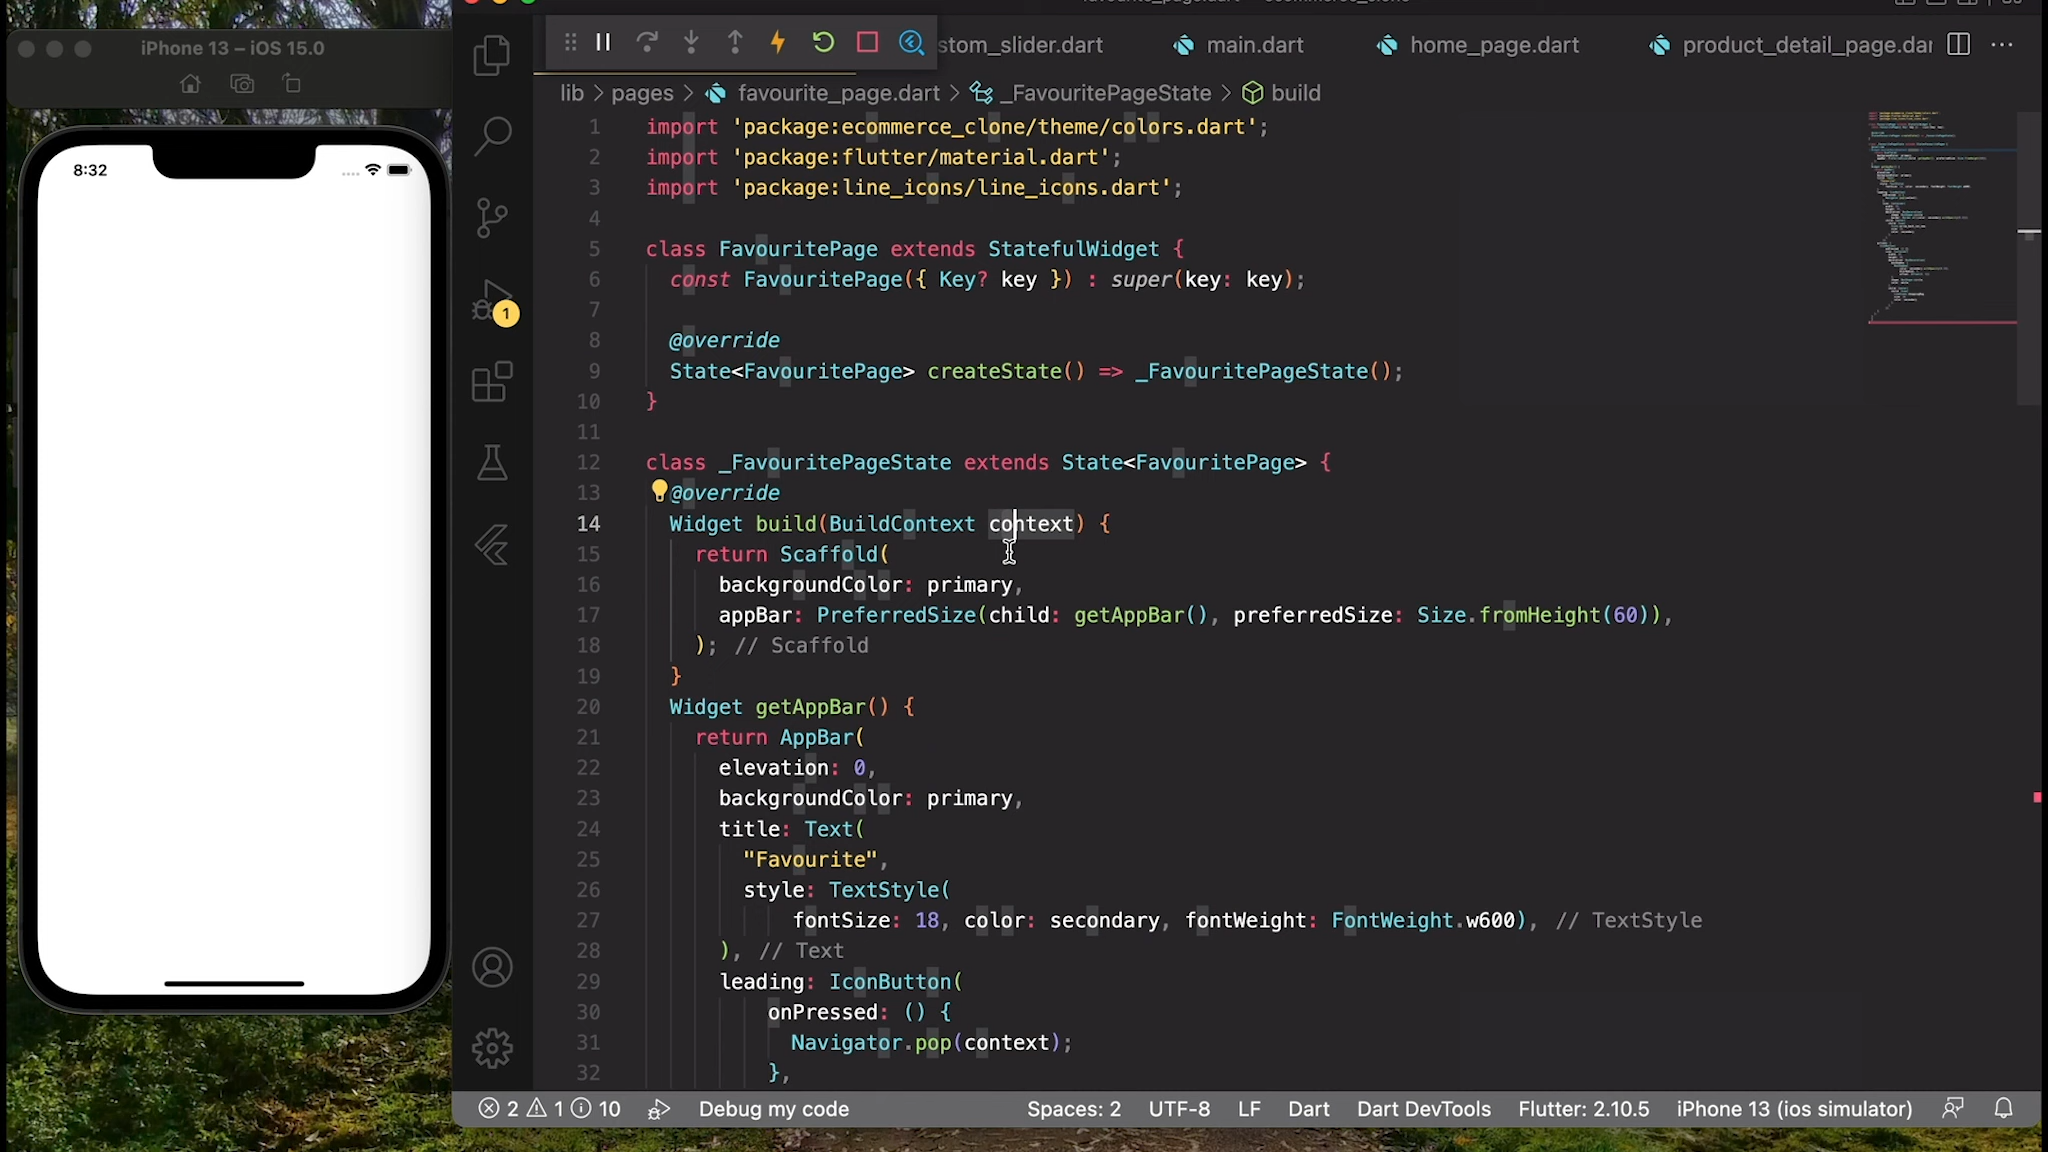 iPhone 13 – iOS 15.0
8:32
stom_slider.dart
main.dart
home_page.dart
product_detail_page.dar
lib > pages > favourite_page.dart > _FavouritePageState > build
1 import 'package:ecommerce_clone/theme/colors.dart';
2 import 'package:flutter/material.dart';
3 import 'package:line_icons/line_icons.dart';
4
5 class FavouritePage extends StatefulWidget {
6 const FavouritePage({ Key? key }) : super(key: key);
7
8 @override
9 State<FavouritePage> createState() => _FavouritePageState();
10 }
11
12 class _FavouritePageState extends State<FavouritePage> {
13 @override
14 Widget build(BuildContext context) {
15 return Scaffold(
16 backgroundColor: primary,
17 appBar: PreferredSize(child: getAppBar(), preferredSize: Size.fromHeight(60)),
18 ); // Scaffold
19 }
20 Widget getAppBar() {
21 return AppBar(
22 elevation: 0,
23 backgroundColor: primary,
24 title: Text(
25 "Favourite",
26 style: TextStyle(
27 fontSize: 18, color: secondary, fontWeight: FontWeight.w600), // TextStyle
28 ), // Text
29 leading: IconButton(
30 onPressed: () {
31 Navigator.pop(context);
32 },
1
2 1 10 Debug my code Spaces: 2 UTF-8 LF Dart Dart DevTools Flutter: 2.10.5 iPhone 13 (ios simulator)